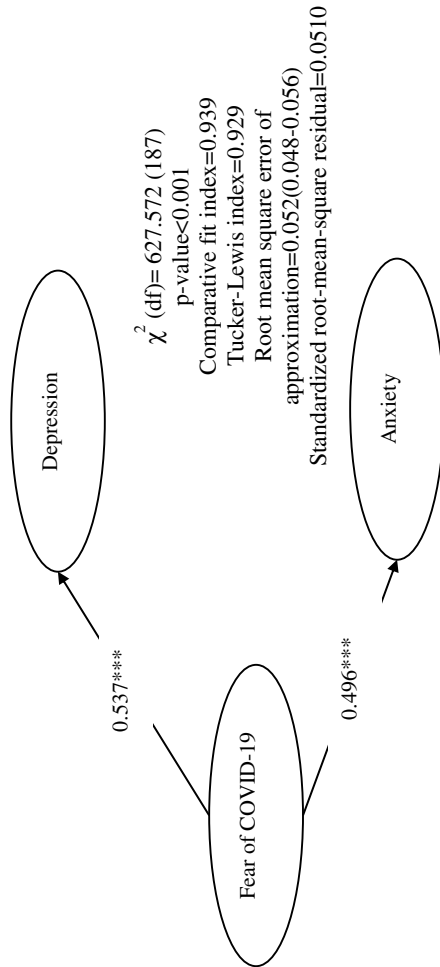 Depression
0.537***
χ² (df)= 627.572 (187)
p-value<0.001
Comparative fit index=0.939
Tucker-Lewis index=0.929
Root mean square error of
approximation=0.052(0.048-0.056)
Standardized root-mean-square residual=0.0510
Fear of COVID-19
0.496***
Anxiety